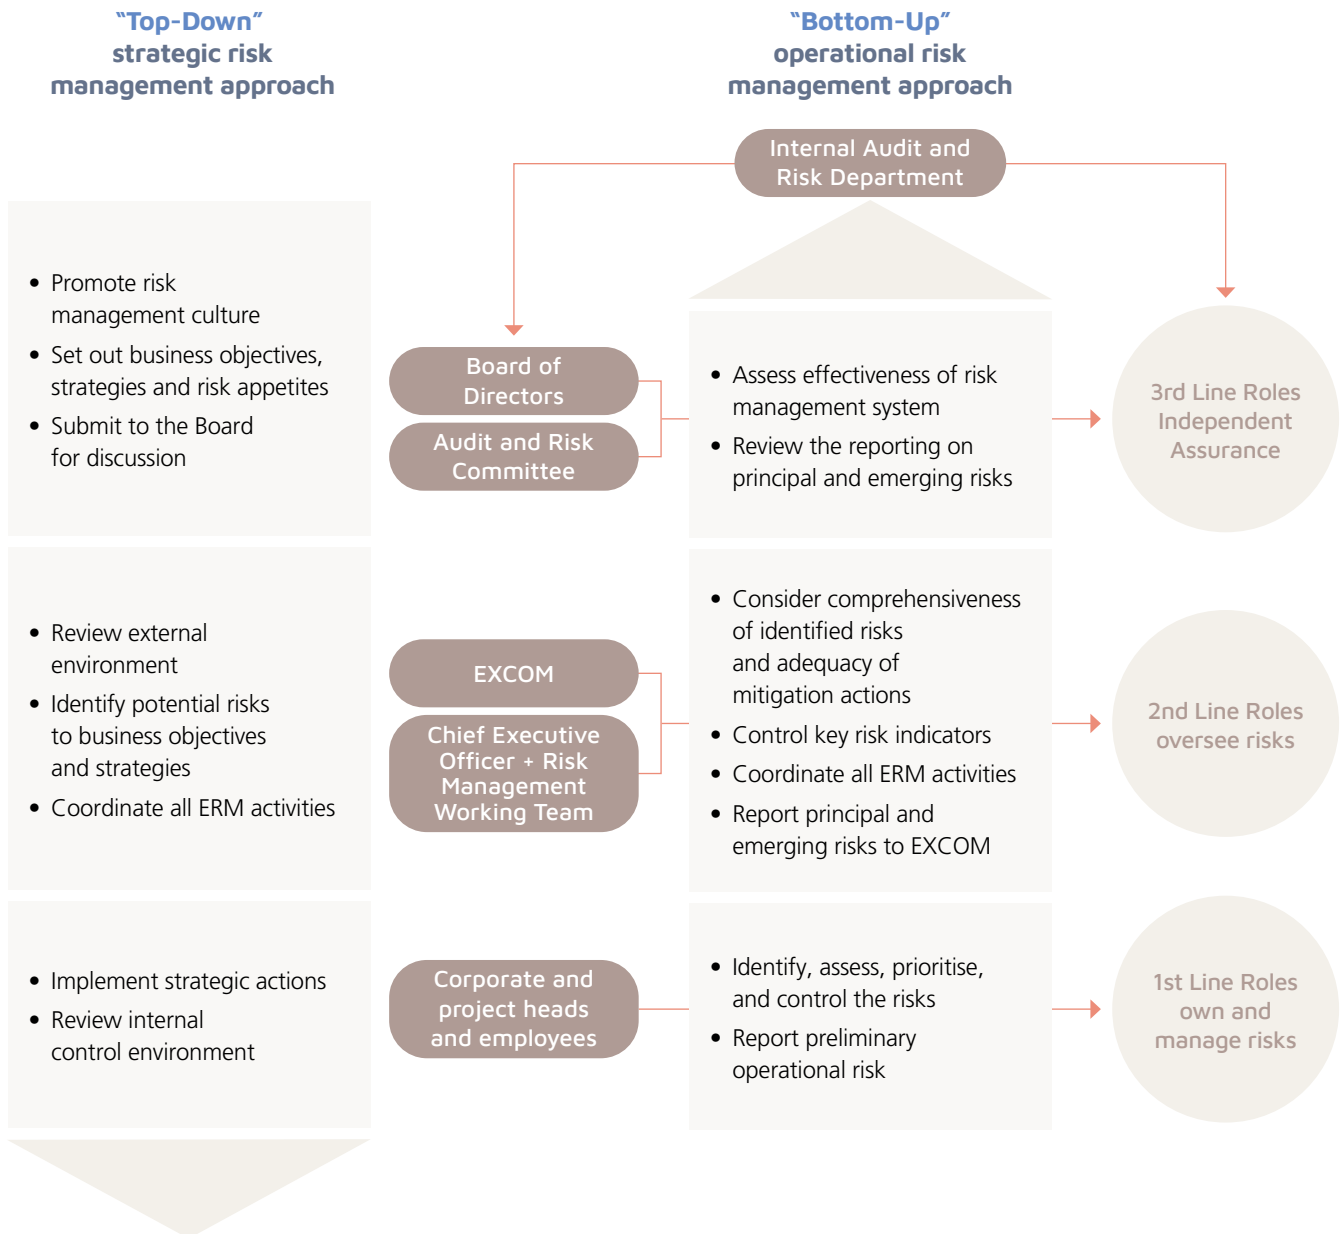 “Top-Down”
strategic risk
management approach
“Bottom-Up”
operational risk
management approach
Internal Audit and
Risk Department
• Promote risk
management culture
• Set out business objectives,
strategies and risk appetites
• Submit to the Board
for discussion
Board of
Directors
Audit and Risk
Committee
• Assess effectiveness of risk
management system
• Review the reporting on
principal and emerging risks
3rd Line Roles
Independent
Assurance
• Review external
environment
• Identify potential risks
to business objectives
and strategies
• Coordinate all ERM activities
EXCOM
Chief Executive
Officer + Risk
Management
Working Team
• Consider comprehensiveness
of identified risks
and adequacy of
mitigation actions
• Control key risk indicators
• Coordinate all ERM activities
• Report principal and
emerging risks to EXCOM
2nd Line Roles
oversee risks
• Implement strategic actions
• Review internal
control environment
Corporate and
project heads
and employees
• Identify, assess, prioritise,
and control the risks
• Report preliminary
operational risk
1st Line Roles
own and
manage risks